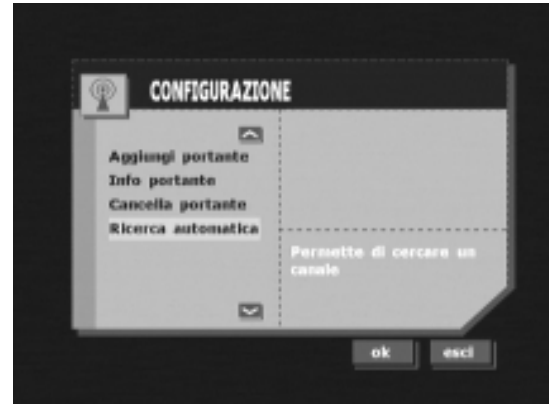 CONFIGURAZIONE
Aggiungi portante
Info portante
Cancella portante
Ricerca automatica
Permette di cercare un
canale
ok esci